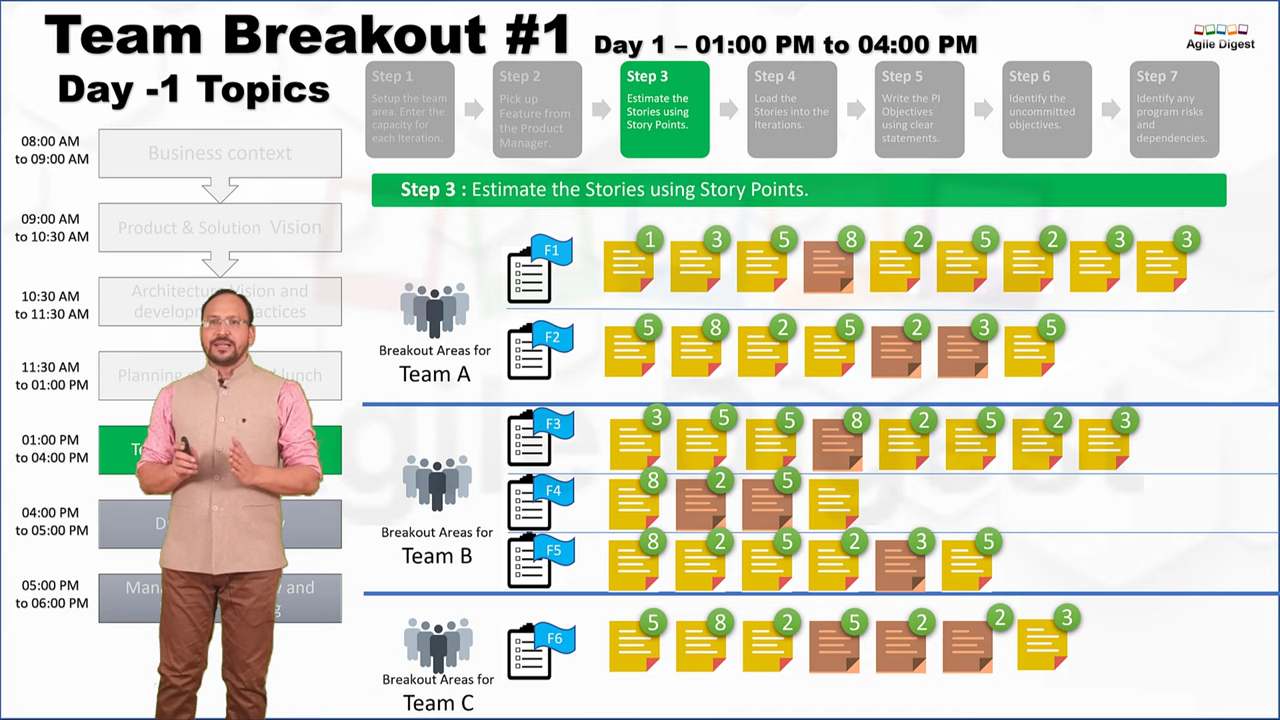 Team Breakout #1
Day 1 – 01:00 PM to 04:00 PM
Agile Digest
Day -1 Topics
Step 1
Setup the team
area. Enter the
capacity for
each Iteration.
Step 2
Pick up
Feature from
the Product
Manager.
Step 3
Estimate the
Stories using
Story Points.
Step 4
Load the
Stories into the
Iterations.
Step 5
Write the PI
Objectives
using clear
statements.
Step 6
Identify the
uncommitted
objectives.
Step 7
Identify any
program risks
and
dependencies.
08:00 AM
to 09:00 AM
Business context
09:00 AM
to 10:30 AM
Product & Solution Vision
10:30 AM
to 11:30 AM
Architecture Vision and
development practices
11:30 AM
to 01:00 PM
Planning lunch
01:00 PM
to 04:00 PM
04:00 PM
to 05:00 PM
05:00 PM
to 06:00 PM
and
Step 3 : Estimate the Stories using Story Points.
F1 1 3 5 8 2 5 2 3 3
Breakout Areas for
Team A
F2 5 8 2 5 2 3 5
F3 3 5 5 8 2 5 2 3
Breakout Areas for
Team B
F4 8 2 5
F5 8 2 5 2 3 5
Breakout Areas for
Team C
F6 5 8 2 5 2 2 3